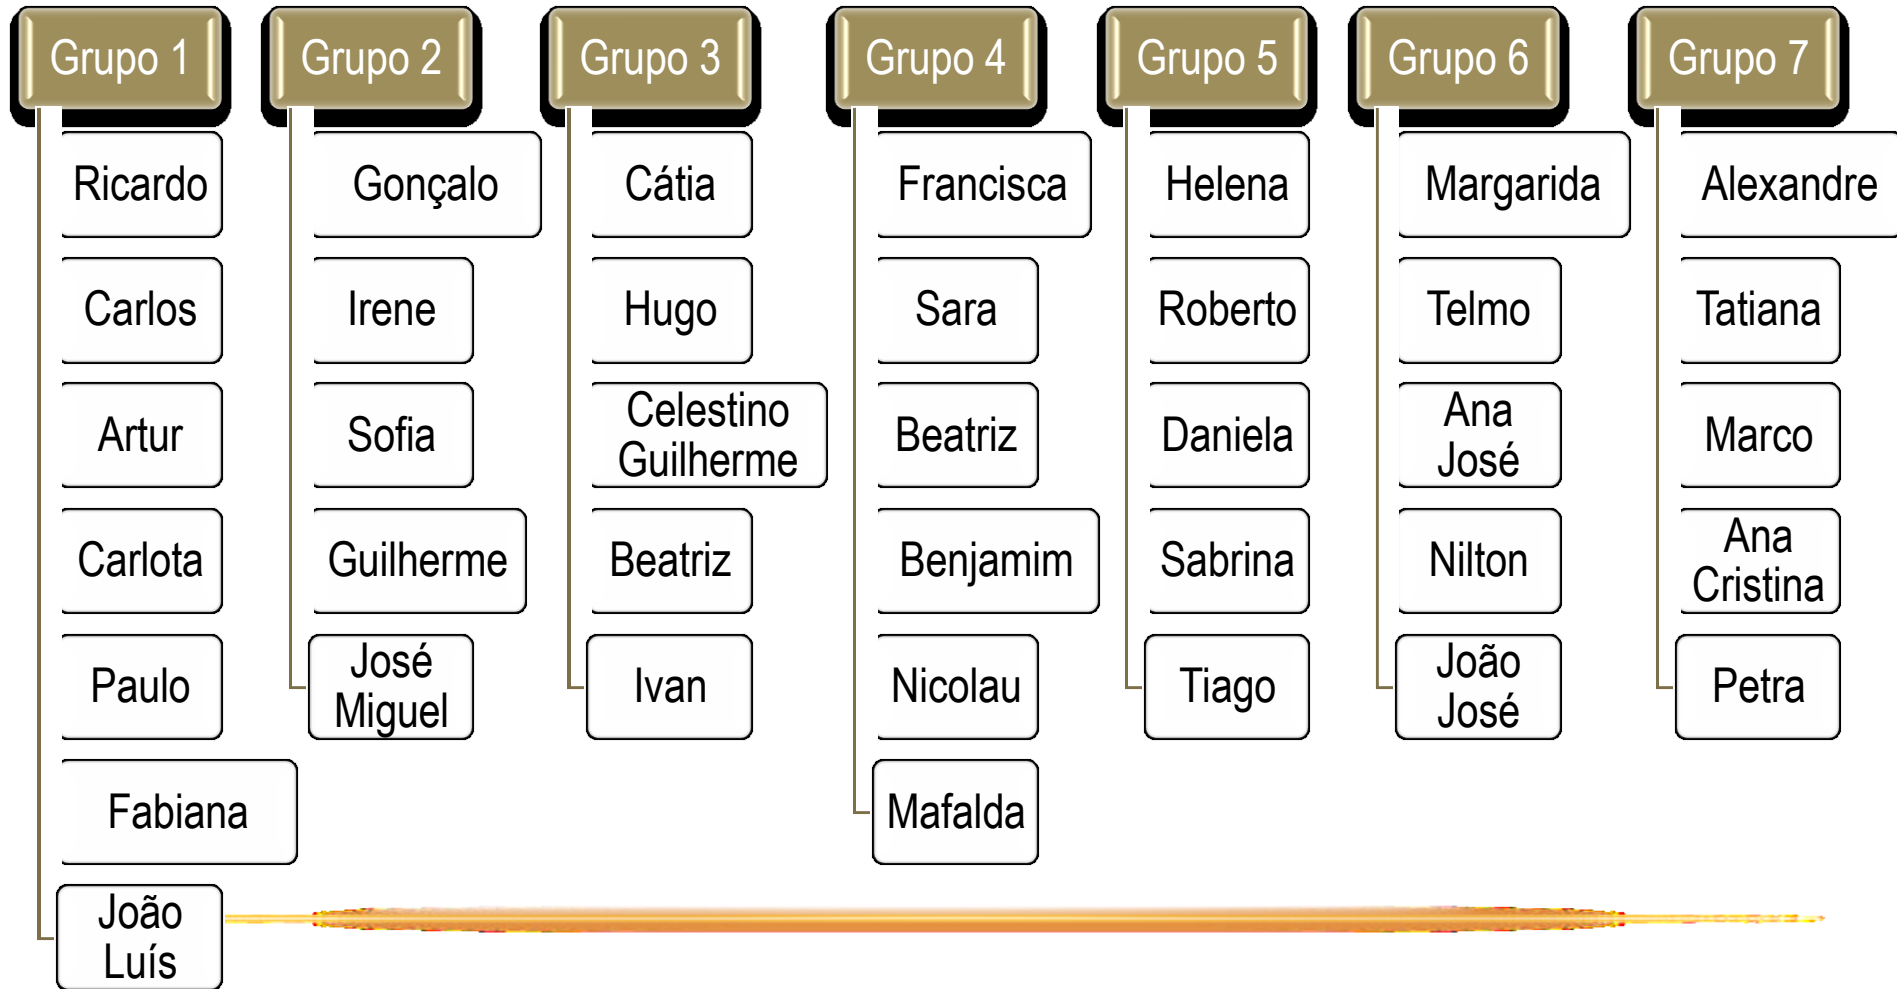 Grupo 1
Ricardo
Carlos
Artur
Carlota
Paulo
Fabiana
João
Luís
Grupo 2
Gonçalo
Irene
Sofia
Guilherme
José
Miguel
Grupo 3
Cátia
Hugo
Celestino
Guilherme
Beatriz
Ivan
Grupo 4
Francisca
Sara
Beatriz
Benjamim
Nicolau
Mafalda
Grupo 5
Helena
Roberto
Daniela
Sabrina
Tiago
Grupo 6
Margarida
Telmo
Ana
José
Nilton
João
José
Grupo 7
Alexandre
Tatiana
Marco
Ana
Cristina
Petra